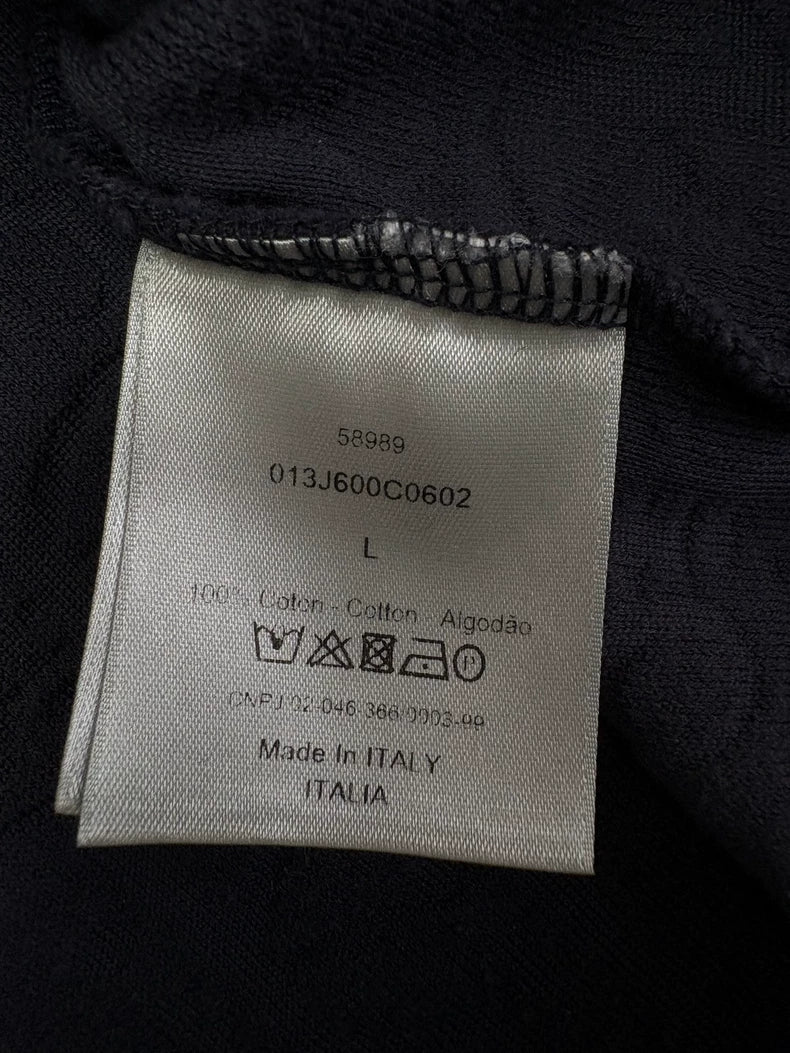 58989
013J600C0602
L
100% Coton - Cotton - Algodão
P
CNPJ 02-046-366/0003-99
Made In ITALY
ITALIA